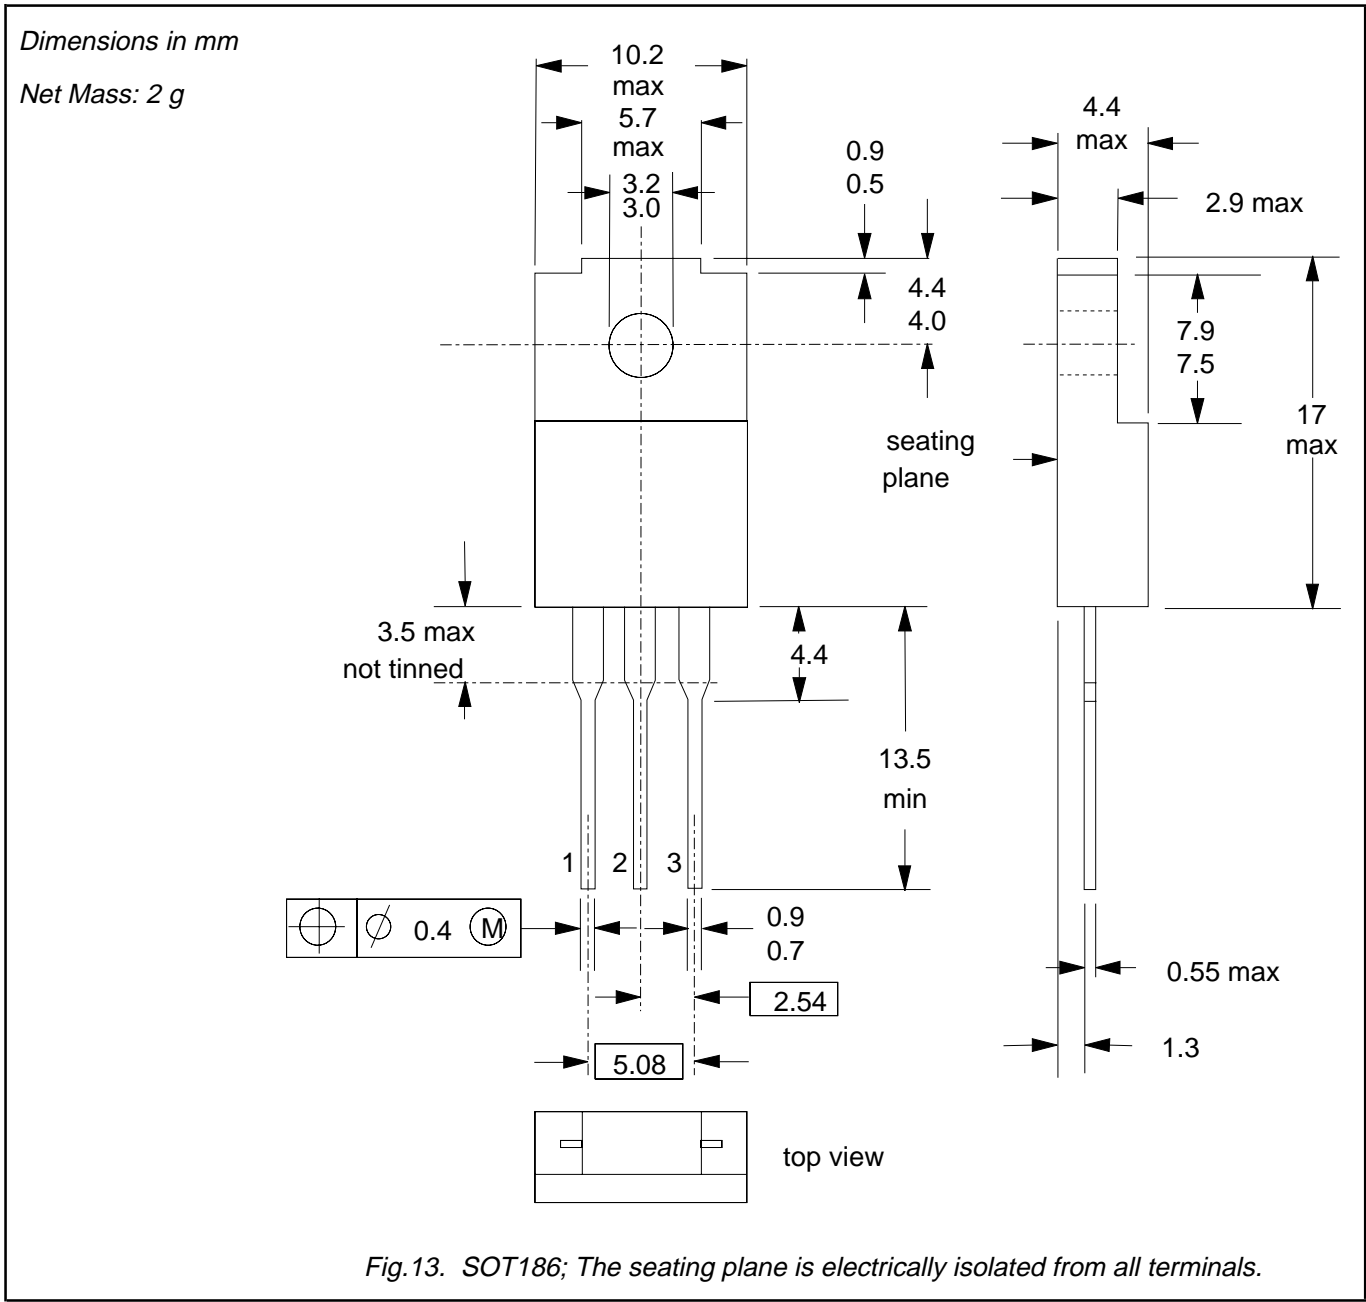 Dimensions in mm
Net Mass: 2 g
10.2
max
5.7
max
3.2
3.0
0.9
0.5
4.4
4.0
4.4
max
2.9 max
7.9
7.5
17
max
seating
plane
3.5 max
not tinned
4.4
13.5
min
1 2 3
0.4 M
0.9
0.7
2.54
5.08
0.55 max
1.3
top view
Fig.13. SOT186; The seating plane is electrically isolated from all terminals.